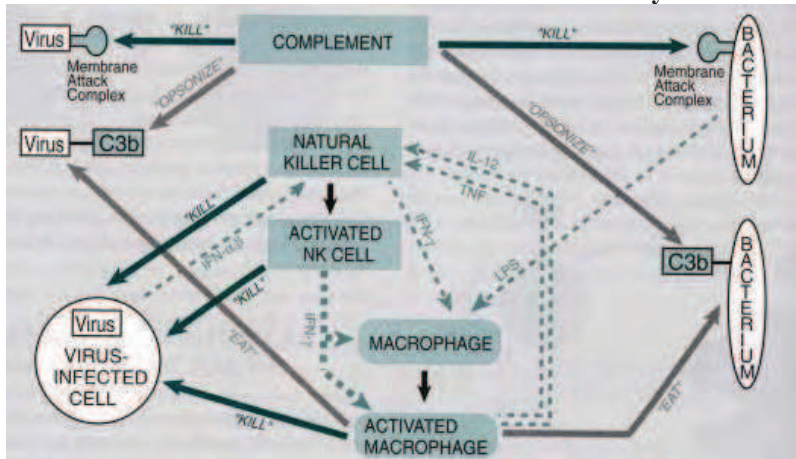 Virus
"KILL"
COMPLEMENT
"KILL"
Membrane
Attack
Complex
"OPSONIZE"
Membrane
Attack
Complex
BACTERIUM
Virus
C3b
"OPSONIZE"
NATURAL
KILLER CELL
IL-12
TNF
"KILL"
IFN-γ
ACTIVATED
NK CELL
LPS
C3b
BACTERIUM
"KILL"
Virus
VIRUS-
INFECTED
CELL
"EAT"
IFN-γ
MACROPHAGE
"KILL"
ACTIVATED
MACROPHAGE
"EAT"